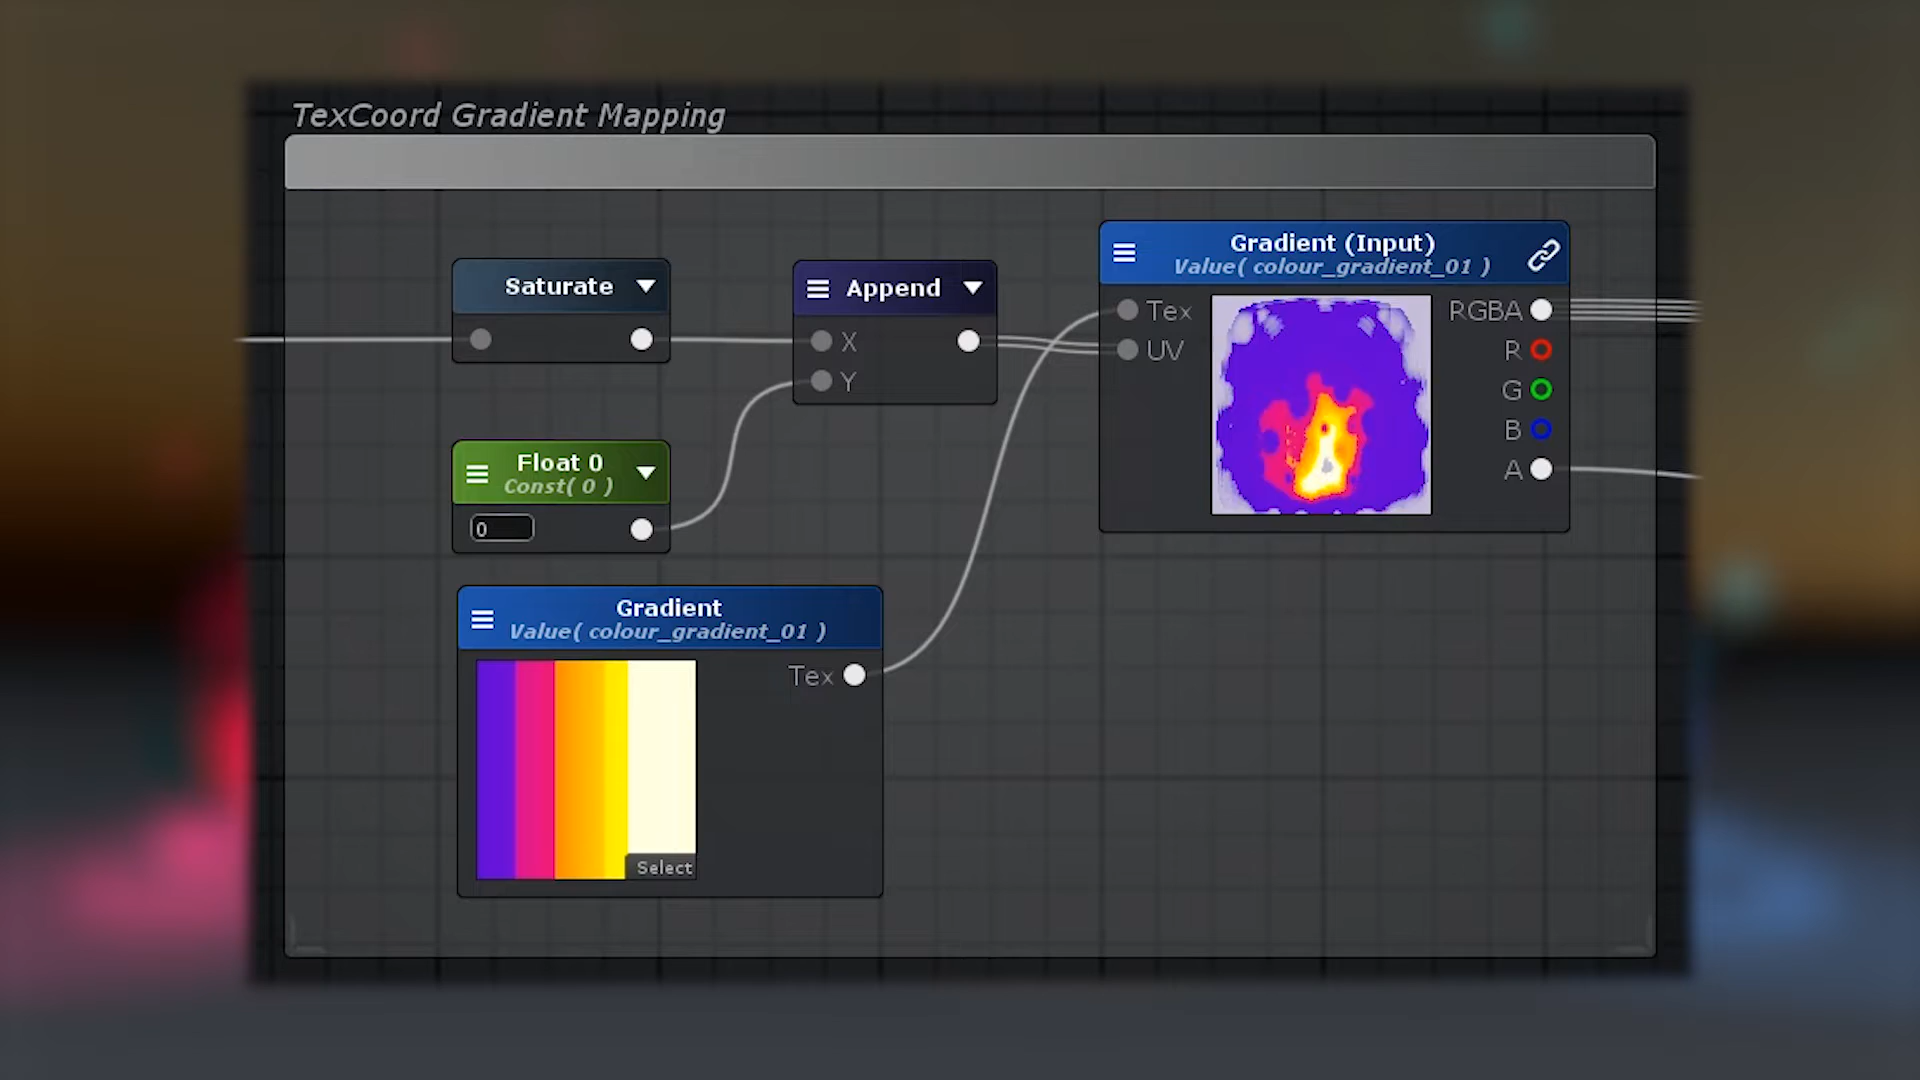 TexCoord Gradient Mapping
Saturate
Append
X
Y
Float 0
Const( 0 )
0
Gradient (Input)
Value( colour_gradient_01 )
Tex
UV
RGBA
R
G
B
A
Gradient
Value( colour_gradient_01 )
Tex
Select